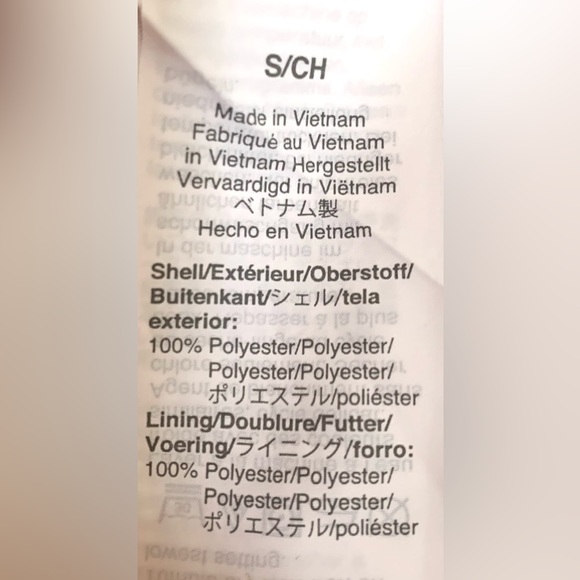 S/CH
Made in Vietnam
Fabriqué au Vietnam
in Vietnam Hergestellt
Vervaardigd in Viëtnam
ベトナム製
Hecho en Vietnam
Shell/Extérieur/Oberstoff/
Buitenkant/シェル/tela
exterior:
100% Polyester/Polyester/
Polyester/Polyester/
ポリエステル/poliéster
Lining/Doublure/Futter/
Voering/ライニング/forro:
100% Polyester/Polyester/
Polyester/Polyester/
ポリエステル/poliéster